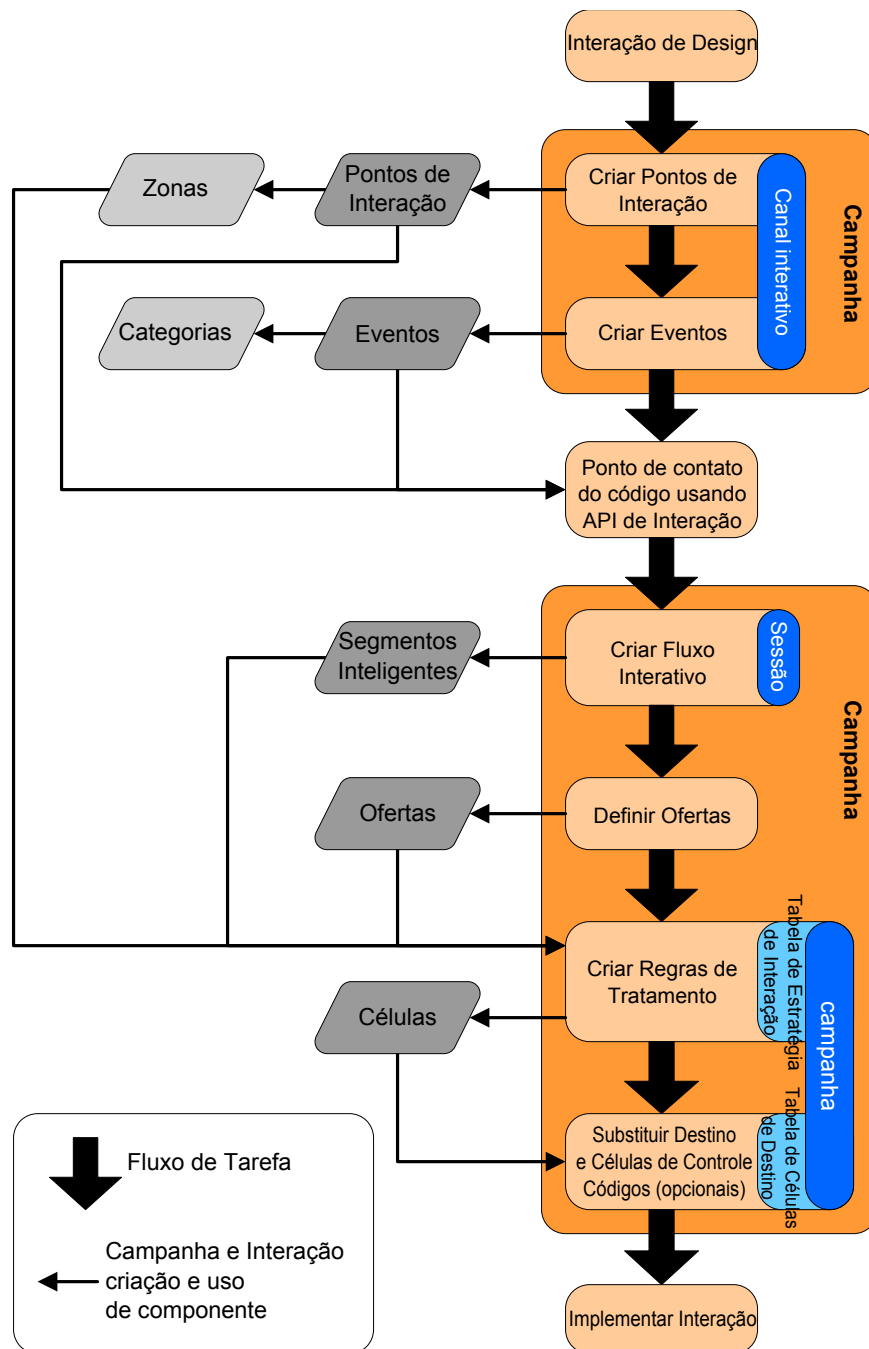 Interação de Design
Zonas
Pontos de
Interação
Criar Pontos de
Interação
Canal interativo
Campanha
Categorias
Eventos
Criar Eventos
Ponto de contato
do código usando
API de Interação
Segmentos
Inteligentes
Criar Fluxo
Interativo
Sessão
Campanha
Ofertas
Definir Ofertas
Criar Regras de
Tratamento
Tabela de Estratégia
de Interação
campanha
Células
Substituir Destino
e Células de Controle
Códigos (opcionais)
Tabela de Células
de Destino
Fluxo de Tarefa
Campanha e Interação
criação e uso
de componente
Implementar Interação